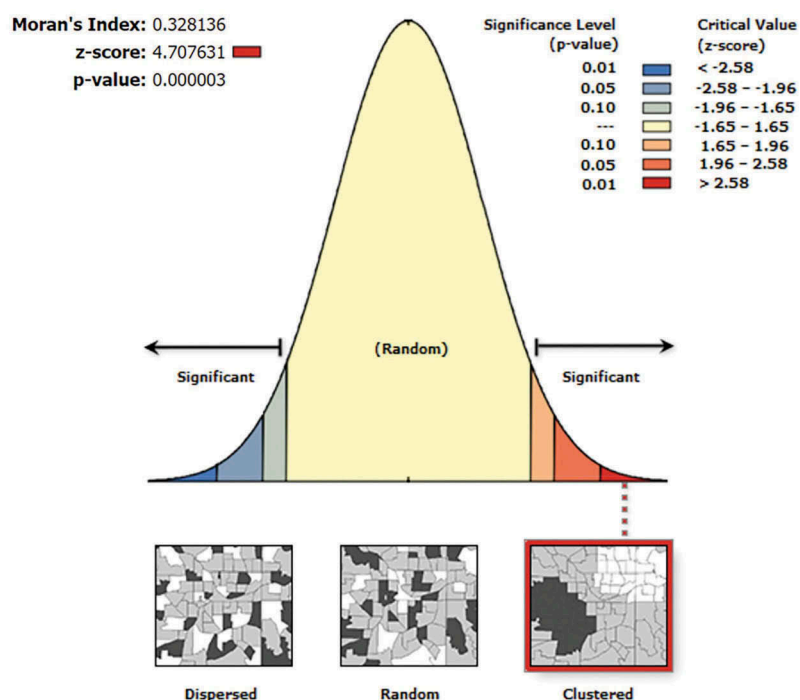 Moran's Index: 0.328136
z-score: 4.707631
p-value: 0.000003
Significance Level
(p-value)
0.01
0.05
0.10
---
0.10
0.05
0.01
Critical Value
(z-score)
< -2.58
-2.58 – -1.96
-1.96 – -1.65
-1.65 – 1.65
1.65 – 1.96
1.96 – 2.58
> 2.58
Significant
(Random)
Significant
Dispersed
Random
Clustered